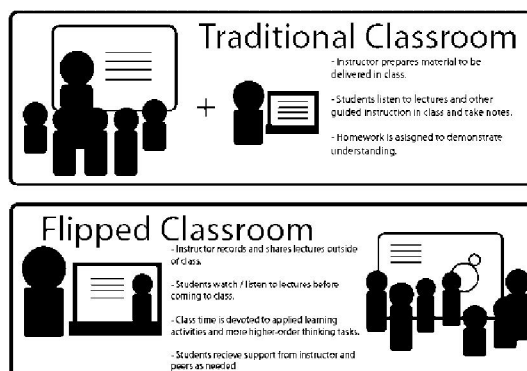 Traditional Classroom
- Instructor prepares material to be
delivered in class.
- Students listen to lectures and other
guided instruction in class and take notes.
- Homework is assigned to demonstrate
understanding.
Flipped Classroom
- Instructor records and shares lectures outside
of class.
- Students watch / listen to lectures before
coming to class.
- Class time is devoted to applied learning
activities and more higher-order thinking tasks.
- Students recieve support from instructor and
peers as needed